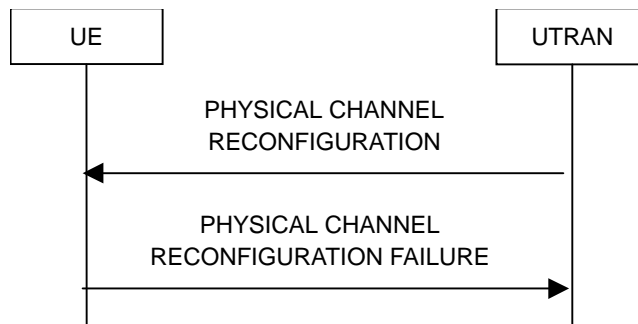 UE
UTRAN
PHYSICAL CHANNEL
RECONFIGURATION
PHYSICAL CHANNEL
RECONFIGURATION FAILURE